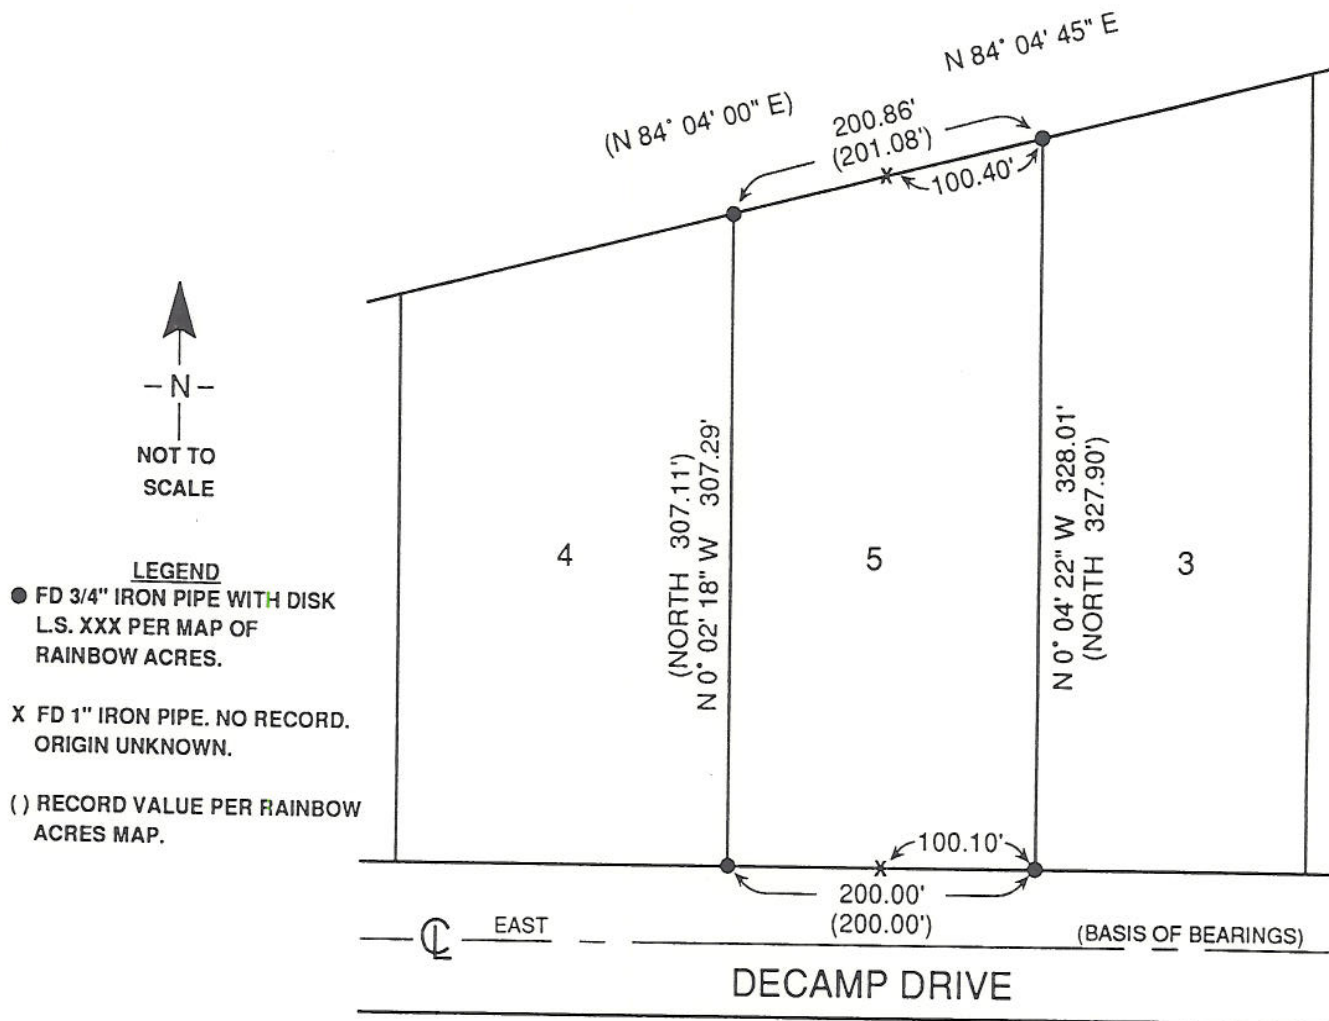 N 84° 04' 45" E
(N 84° 04' 00" E)
200.86'
(201.08')
100.40'
X
- N -
NOT TO
SCALE
(NORTH 307.11')
N 0° 02' 18" W 307.29'
N 0° 04' 22" W 328.01'
(NORTH 327.90')
4
5
3
LEGEND
FD 3/4" IRON PIPE WITH DISK
L.S. XXX PER MAP OF
RAINBOW ACRES.
X FD 1" IRON PIPE. NO RECORD.
ORIGIN UNKNOWN.
( ) RECORD VALUE PER RAINBOW
ACRES MAP.
100.10'
X
200.00'
(200.00')
CL EAST
(BASIS OF BEARINGS)
DECAMP DRIVE